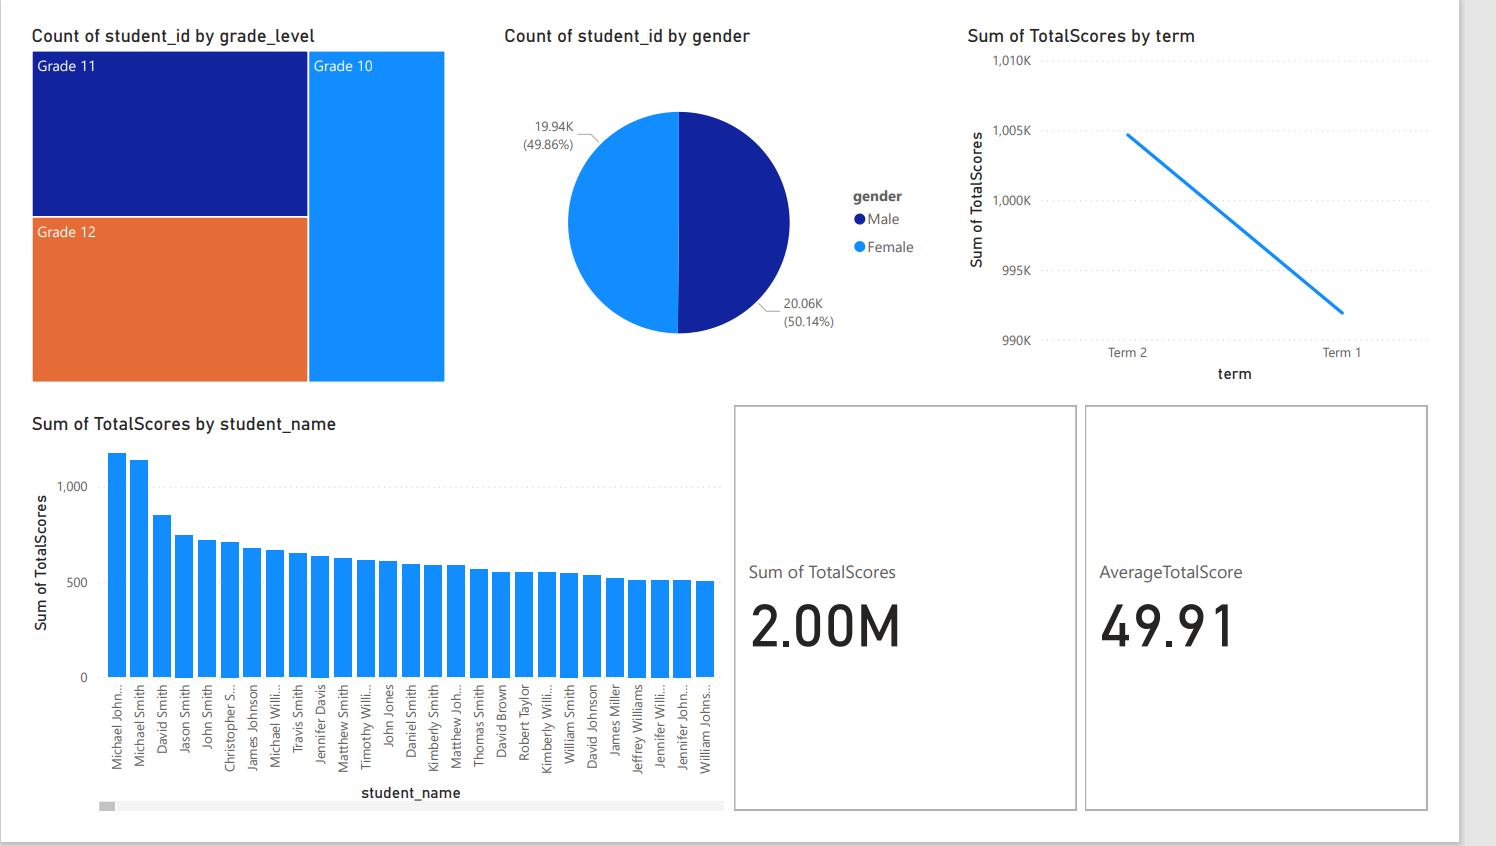 Count of student_id by grade_level
Grade 11
Grade 10
Grade 12
Count of student_id by gender
19.94K
(49.86%)
20.06K
(50.14%)
gender
Male
Female
Sum of TotalScores by term
Sum of TotalScores
1,010K
1,005K
1,000K
995K
990K
Term 2
Term 1
term
Sum of TotalScores by student_name
Sum of TotalScores
1,000
500
0
Michael John...
Michael Smith
David Smith
Jason Smith
John Smith
Christopher S...
James Johnson
Michael Willi...
Travis Smith
Jennifer Davis
Matthew Smith
Timothy Willi...
John Jones
Daniel Smith
Kimberly Smith
Matthew Joh...
Thomas Smith
David Brown
Robert Taylor
Kimberly Willi...
William Smith
David Johnson
James Miller
Jeffrey Williams
Jennifer Willi...
Jennifer John...
William Johns...
student_name
Sum of TotalScores
2.00M
AverageTotalScore
49.91